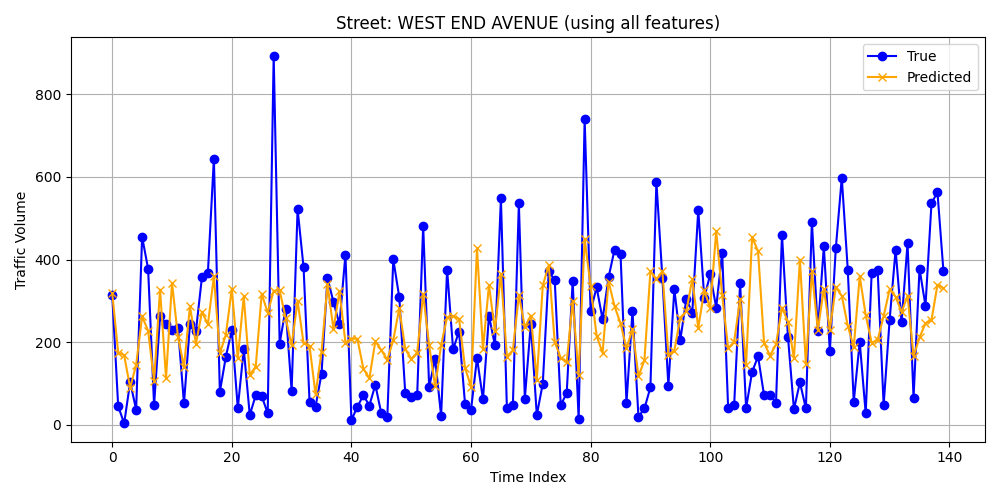 Street: WEST END AVENUE (using all features)
True
Predicted
Traffic Volume
800
600
400
200
0
0 20 40 60 80 100 120 140
Time Index